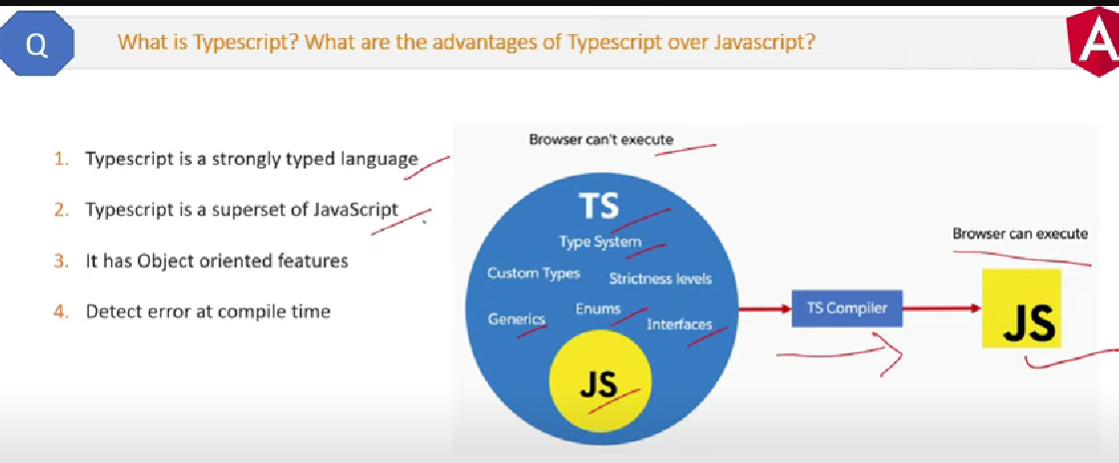 Q
What is Typescript? What are the advantages of Typescript over Javascript?
A
1. Typescript is a strongly typed language
2. Typescript is a superset of JavaScript
3. It has Object oriented features
4. Detect error at compile time
Browser can't execute
TS
Type System
Custom Types
Strictness levels
Enums
Generics
Interfaces
JS
TS Compiler
Browser can execute
JS